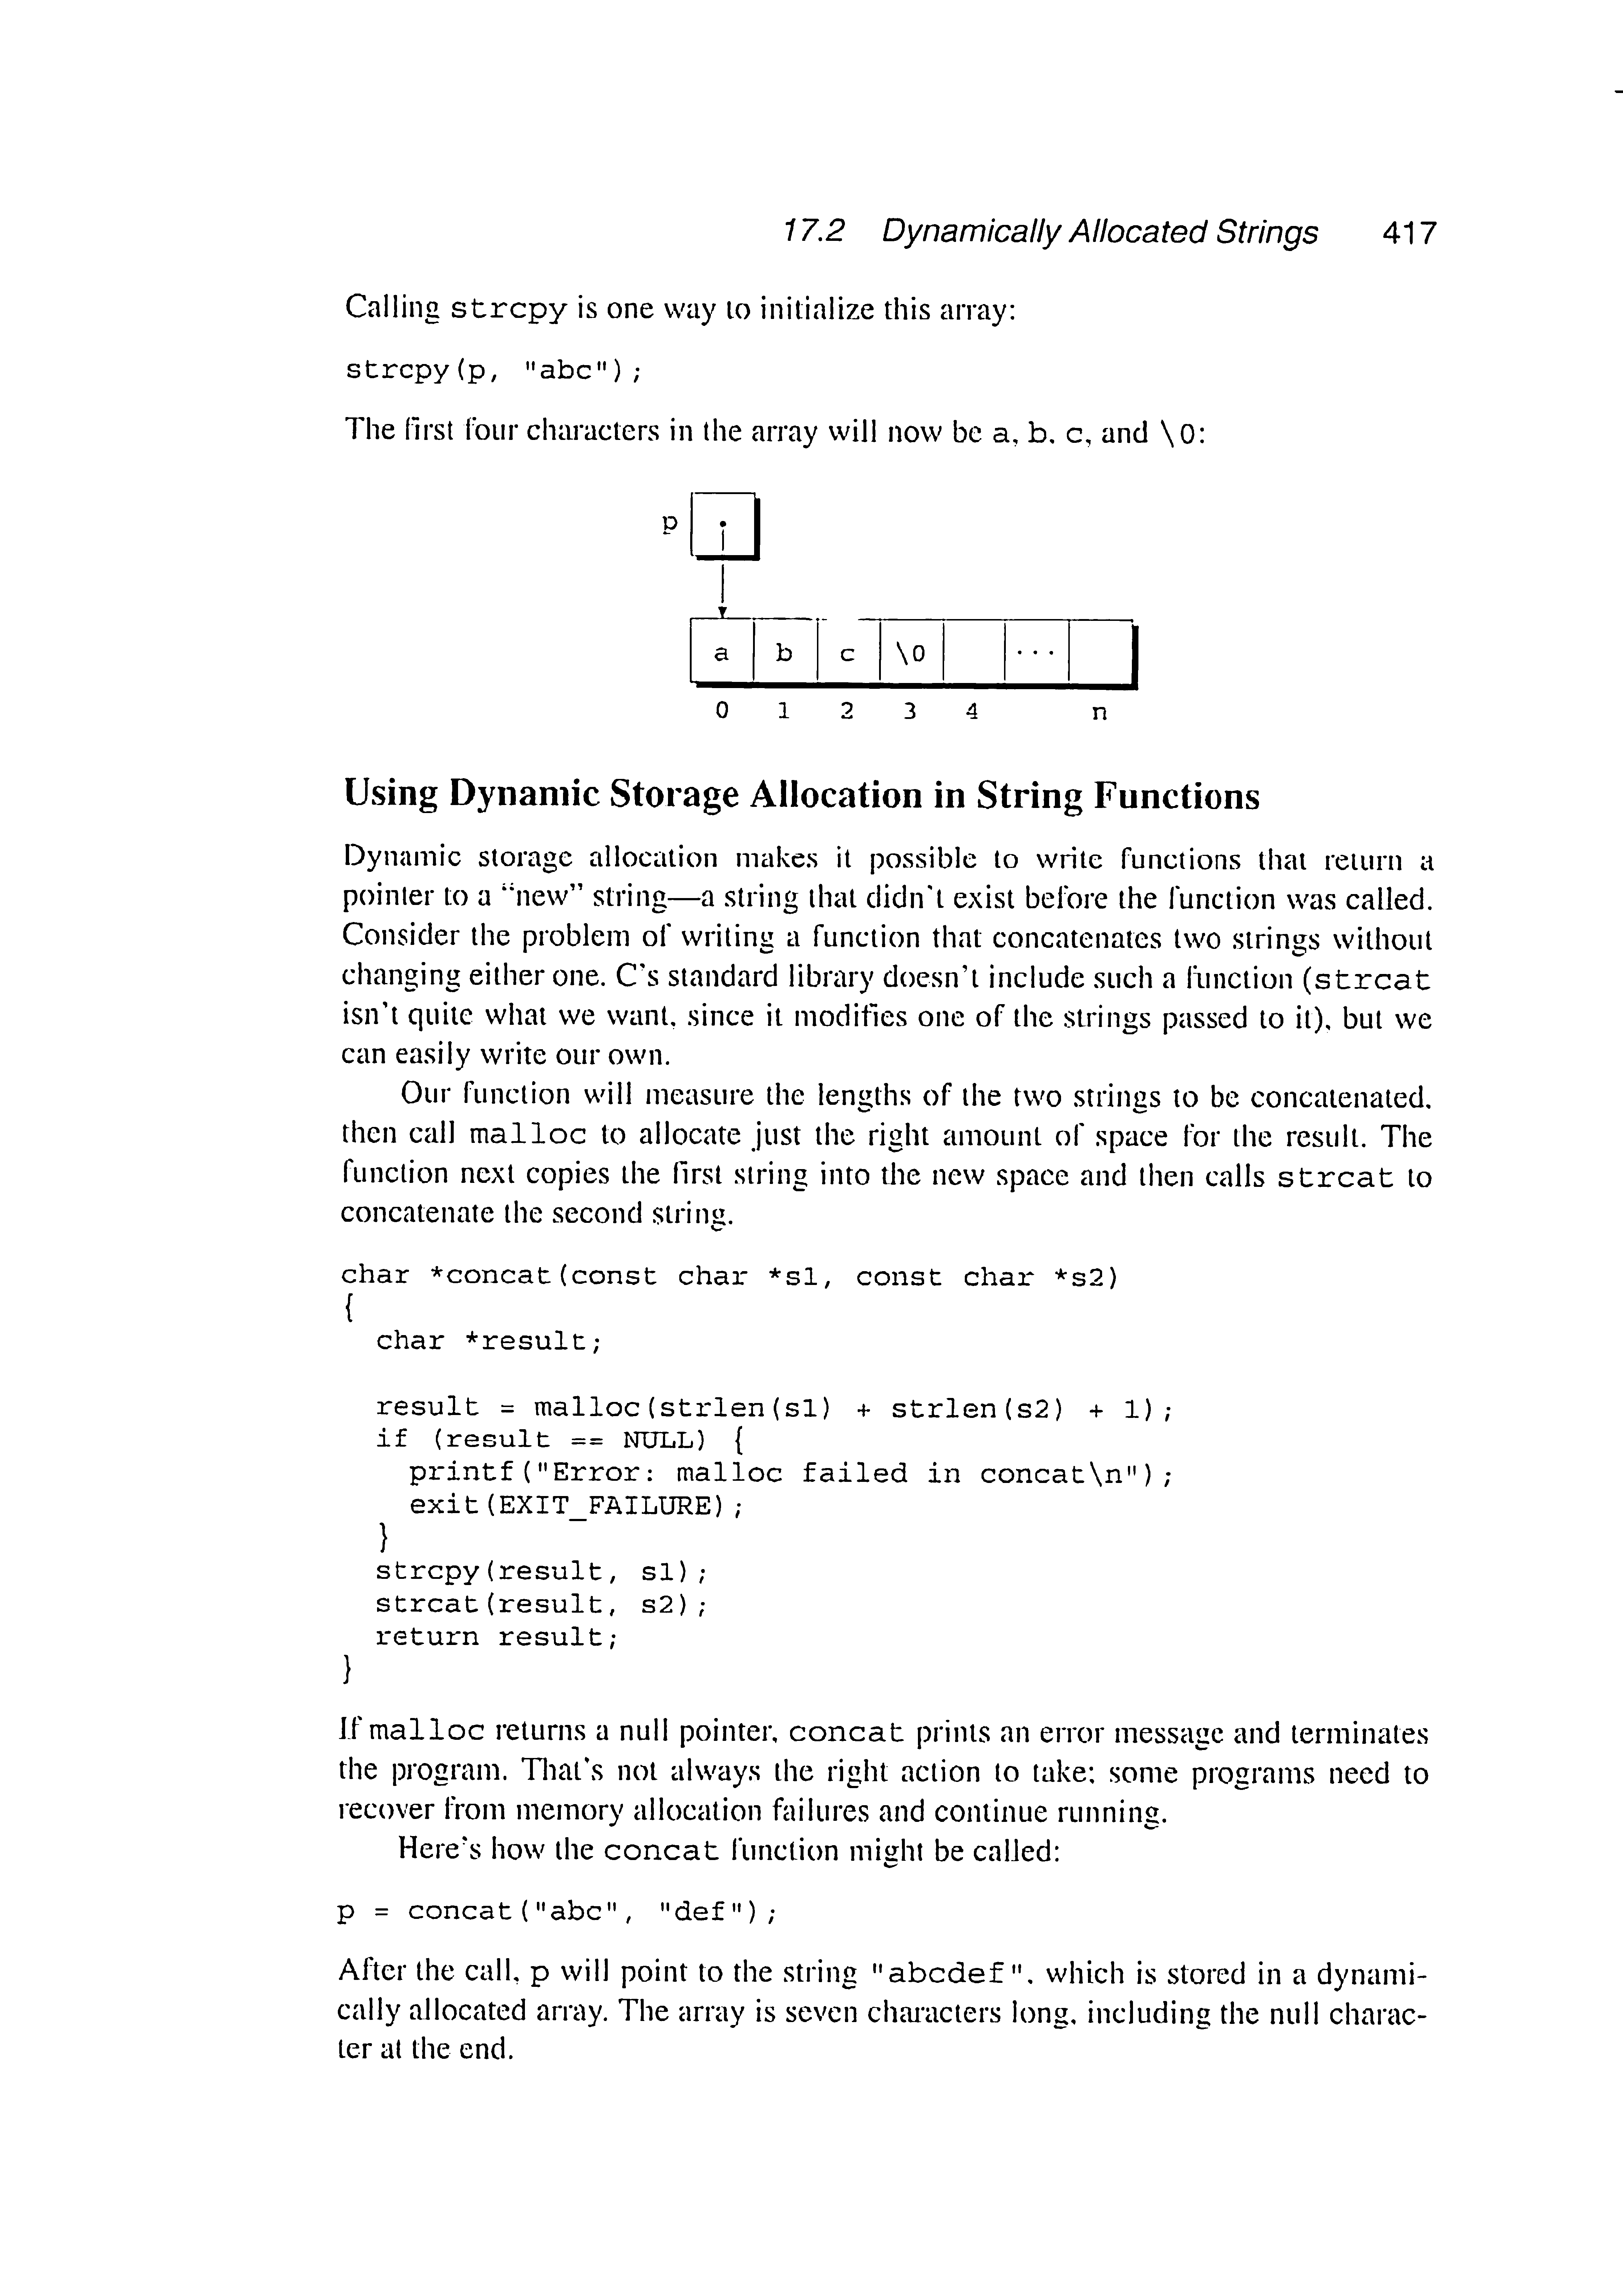 17.2 Dynamically Allocated Strings 417
Calling strcpy is one way to initialize this array:
strcpy(p, "abc");
The first four characters in the array will now be a, b, c, and \0:
p
a b c \0 ···
0 1 2 3 4 n
Using Dynamic Storage Allocation in String Functions
Dynamic storage allocation makes it possible to write functions that return a
pointer to a “new” string—a string that didn't exist before the function was called.
Consider the problem of writing a function that concatenates two strings without
changing either one. C's standard library doesn't include such a function (strcat
isn't quite what we want, since it modifies one of the strings passed to it), but we
can easily write our own.
Our function will measure the lengths of the two strings to be concatenated,
then call malloc to allocate just the right amount of space for the result. The
function next copies the first string into the new space and then calls strcat to
concatenate the second string.
char *concat(const char *s1, const char *s2)
{
char *result;
result = malloc(strlen(s1) + strlen(s2) + 1);
if (result == NULL) {
printf("Error: malloc failed in concat\n");
exit(EXIT_FAILURE);
}
strcpy(result, s1);
strcat(result, s2);
return result;
}
If malloc returns a null pointer, concat prints an error message and terminates
the program. That's not always the right action to take; some programs need to
recover from memory allocation failures and continue running.
Here's how the concat function might be called:
p = concat("abc", "def");
After the call, p will point to the string "abcdef", which is stored in a dynami-
cally allocated array. The array is seven characters long, including the null charac-
ter at the end.